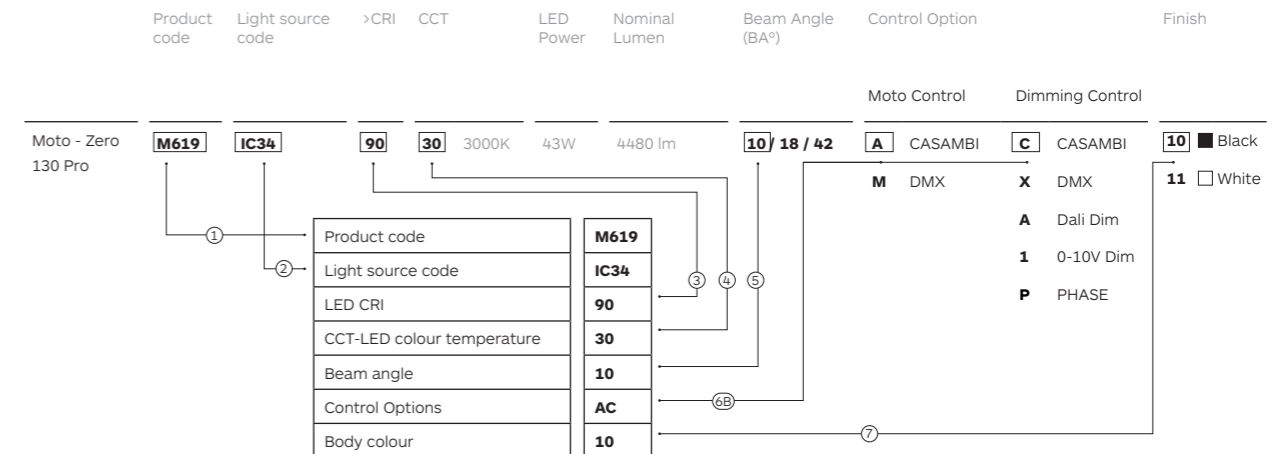 Product code
Light source code
>CRI
CCT
LED Power
Nominal Lumen
Beam Angle (BA°)
Control Option
Finish
Moto Control
Dimming Control
Moto - Zero 130 Pro
M619
IC34
90
30 3000K
43W
4480 lm
10/ 18 / 42
A CASAMBI
M DMX
C CASAMBI
X DMX
A Dali Dim
1 0-10V Dim
P PHASE
10 Black
11 White
1
2
3
4
5
6B
7
Product code M619
Light source code IC34
LED CRI 90
CCT-LED colour temperature 30
Beam angle 10
Control Options AC
Body colour 10